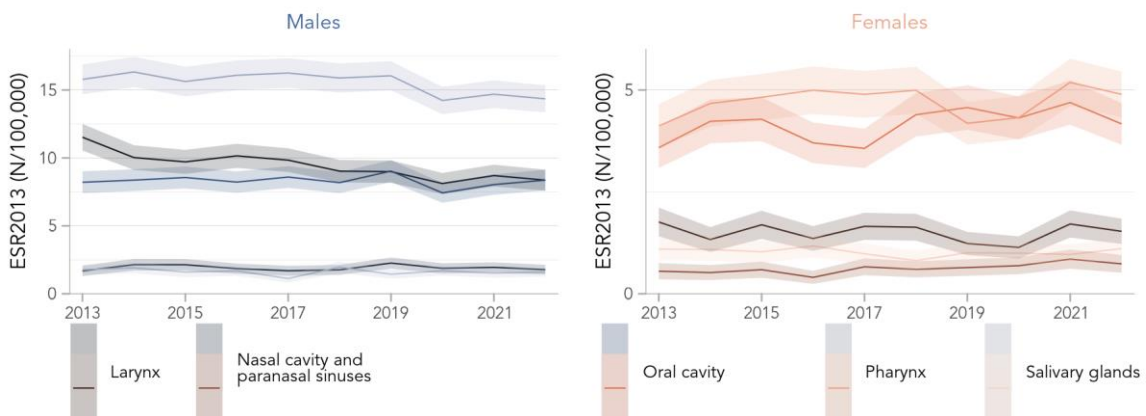 Males
Females
ESR2013 (N/100,000)
15
10
5
0
2013
2015
2017
2019
2021
ESR2013 (N/100,000)
5
0
2013
2015
2017
2019
2021
Larynx
Nasal cavity and
paranasal sinuses
Oral cavity
Pharynx
Salivary glands